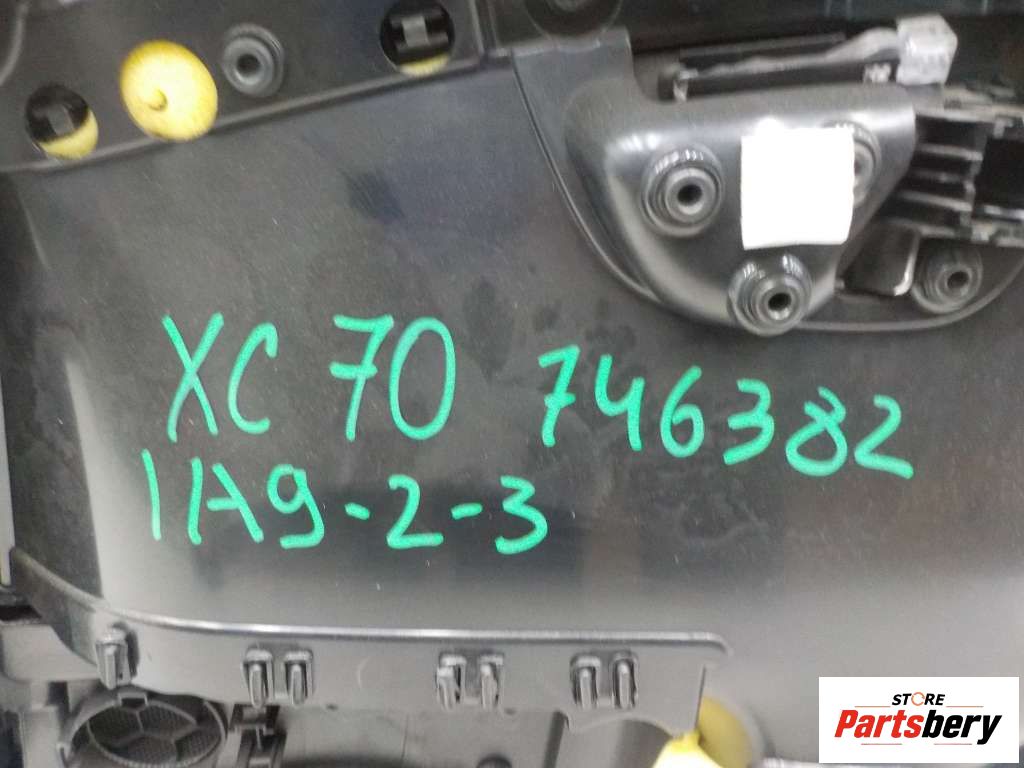 XC 70 746382
1A9-2-3
STORE
Partsbery